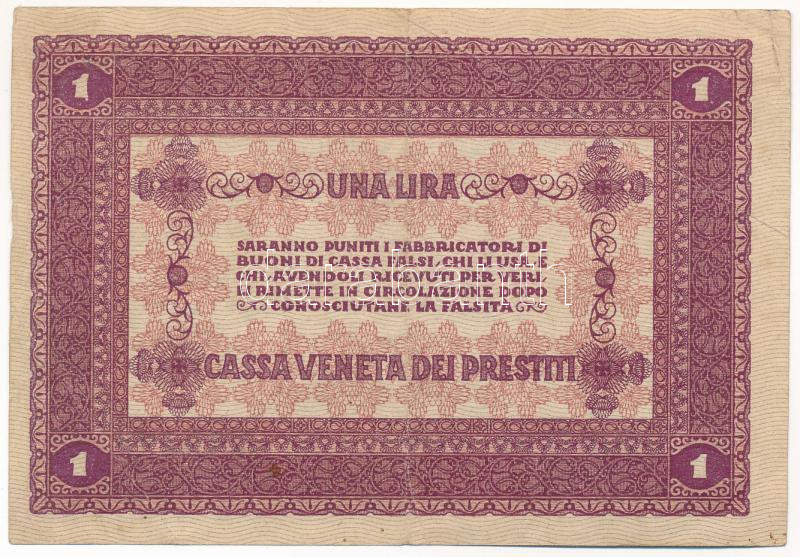 1 1
UNA LIRA
SARANNO PUNITI I FABBRICATORI DI
BUONI DI CASSA FALSI, CHI LI USA, E
CHI, AVENDOLI RICEVUTI PER VERI,
LI RIMETTE IN CIRCOLAZIONE DOPO
CONOSCIUTANE LA FALSITÀ
CASSA VENETA DEI PRESTITI
1 1